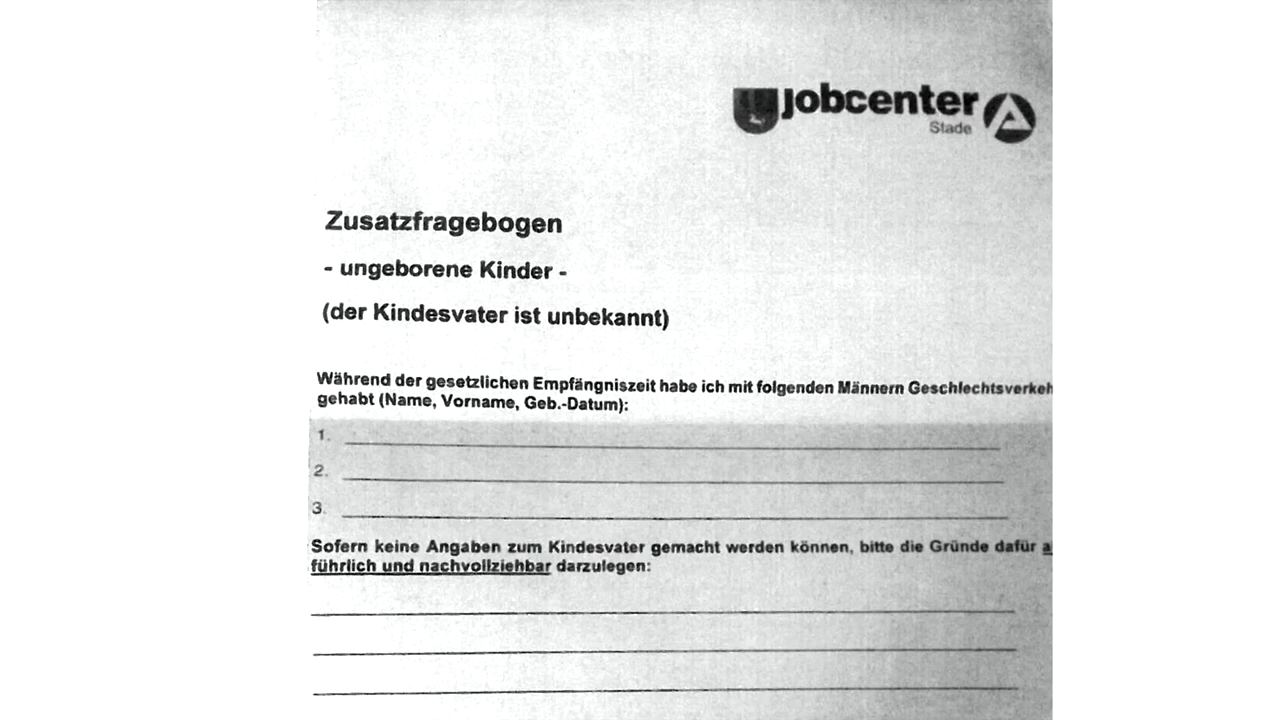 jobcenter
Stade
Zusatzfragebogen
- ungeborene Kinder -
(der Kindesvater ist unbekannt)
Während der gesetzlichen Empfängniszeit habe ich mit folgenden Männern Geschlechtsverkeh
gehabt (Name, Vorname, Geb.-Datum):
1.
2.
3.
Sofern keine Angaben zum Kindesvater gemacht werden können, bitte die Gründe dafür a
führlich und nachvollziehbar darzulegen: